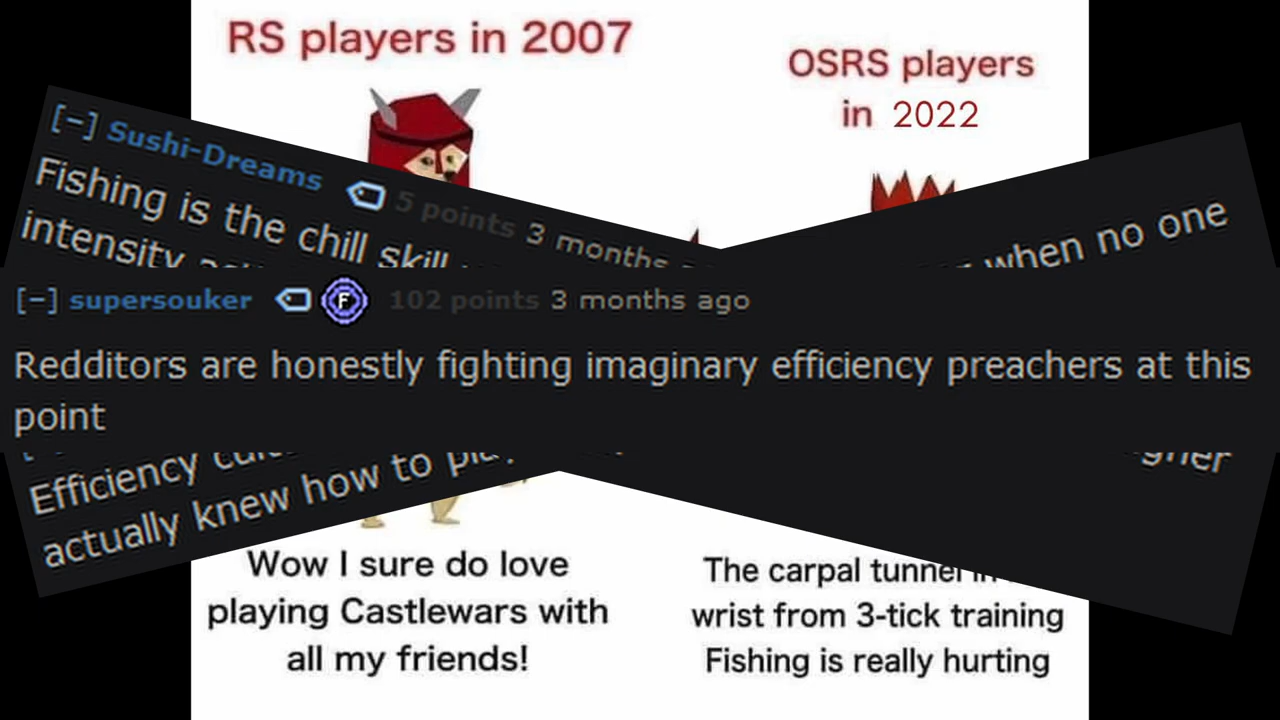 RS players in 2007
OSRS players
in 2022
[−] Sushi-Dreams 5 points 3 months
Fishing is the chill skill
intensity
when no one
[−] supersouker F 102 points 3 months ago
Redditors are honestly fighting imaginary efficiency preachers at this
point
Efficiency
actually knew how to
Wow I sure do love
playing Castlewars with
all my friends!
The carpal tunnel
wrist from 3-tick training
Fishing is really hurting